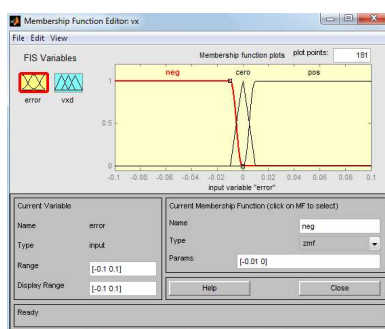 Membership Function Editor: vx
File Edit View
FIS Variables
Membership function plots
plot points:
181
error
vxd
neg
cero
pos
1
0.5
0
-0.1 -0.08 -0.06 -0.04 -0.02 0 0.02 0.04 0.06 0.08 0.1
input variable "error"
Current Variable
Name error
Type input
Range [-0.1 0.1]
Display Range [-0.1 0.1]
Current Membership Function (click on MF to select)
Name neg
Type zmf
Params [-0.01 0]
Help
Close
Ready